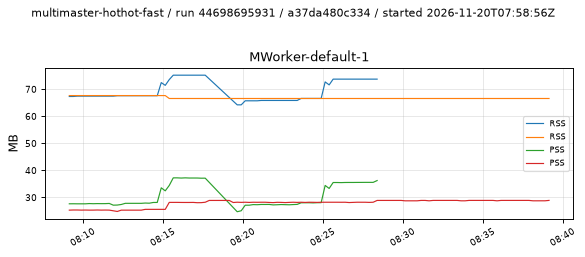 multimaster-hothot-fast / run 44698695931 / a37da480c334 / started 2026-11-20T07:58:56Z
MWorker-default-1
MB
70
60
50
40
30
RSS
RSS
PSS
PSS
08:10
08:15
08:20
08:25
08:30
08:35
08:40